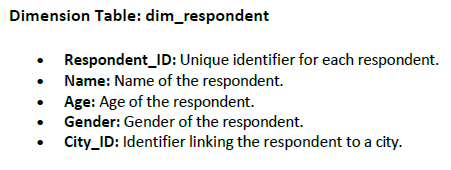 Dimension Table: dim_respondent
• Respondent_ID: Unique identifier for each respondent.
• Name: Name of the respondent.
• Age: Age of the respondent.
• Gender: Gender of the respondent.
• City_ID: Identifier linking the respondent to a city.